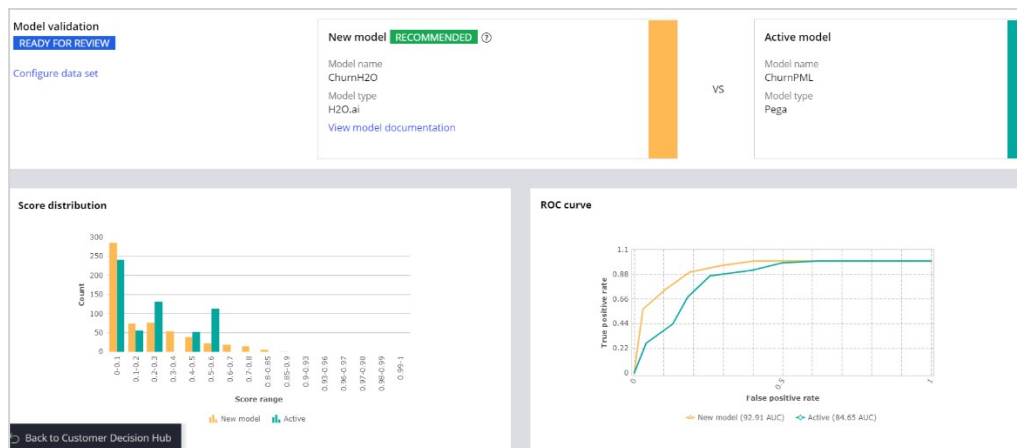 Model validation
READY FOR REVIEW
Configure data set
New model RECOMMENDED ?
Model name
ChurnH2O
Model type
H2O.ai
View model documentation
VS
Active model
Model name
ChurnPML
Model type
Pega
Score distribution
300
250
200
150
100
50
0
Count
0-0.1
0.1-0.2
0.2-0.3
0.3-0.4
0.4-0.5
0.5-0.6
0.6-0.7
0.7-0.8
0.8-0.85
0.85-0.9
0.9-0.93
0.93-0.96
0.96-0.97
0.97-0.98
0.98-0.99
0.99-1
Score range
New model Active
ROC curve
1.1
0.88
0.66
0.44
0.22
0
True positive rate
0
0.5
1
False positive rate
New model (92.91 AUC) Active (84.65 AUC)
Back to Customer Decision Hub